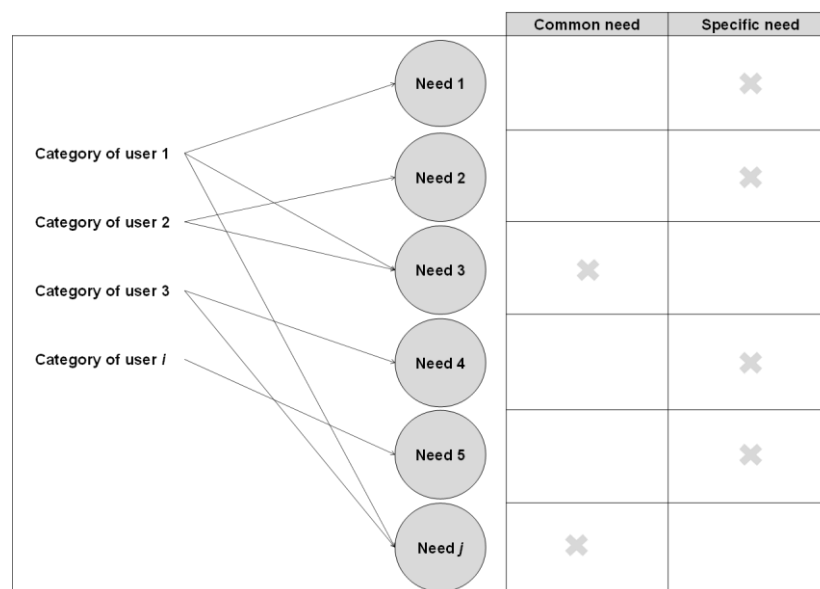 Common need Specific need
Need 1
Category of user 1
Need 2
Category of user 2
Need 3
Category of user 3
Need 4
Category of user i
Need 5
Need j